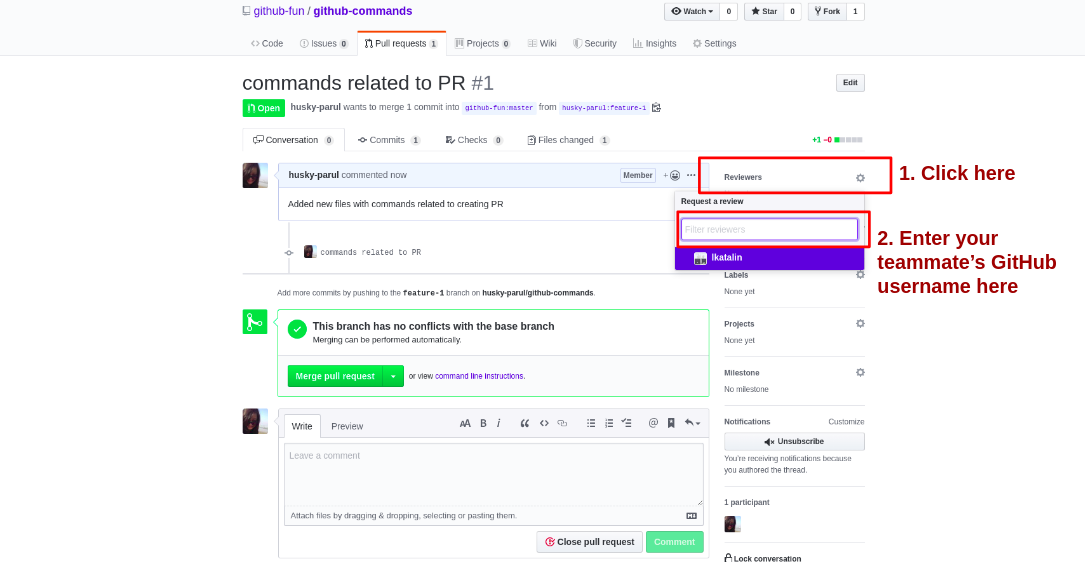 github-fun / github-commands
Watch 0 Star 0 Fork 1
Code Issues 0 Pull requests 1 Projects 0 Wiki Security Insights Settings
commands related to PR #1
Edit
Open husky-parul wants to merge 1 commit into github-fun:master from husky-parul:feature-1
Conversation 0 Commits 1 Checks 0 Files changed 1
+1 −0
husky-parul commented now
Member
Added new files with commands related to creating PR
commands related to PR
Reviewers
1. Click here
Request a review
Filter reviewers
2. Enter your
teammate’s GitHub
username here
lkatalin
Labels
None yet
Add more commits by pushing to the feature-1 branch on husky-parul/github-commands.
This branch has no conflicts with the base branch
Merging can be performed automatically.
Merge pull request or view command line instructions.
Projects
None yet
Milestone
No milestone
Write Preview
Leave a comment
Attach files by dragging & dropping, selecting or pasting them.
Close pull request Comment
Notifications Customize
Unsubscribe
You’re receiving notifications because
you authored the thread.
1 participant
Lock conversation